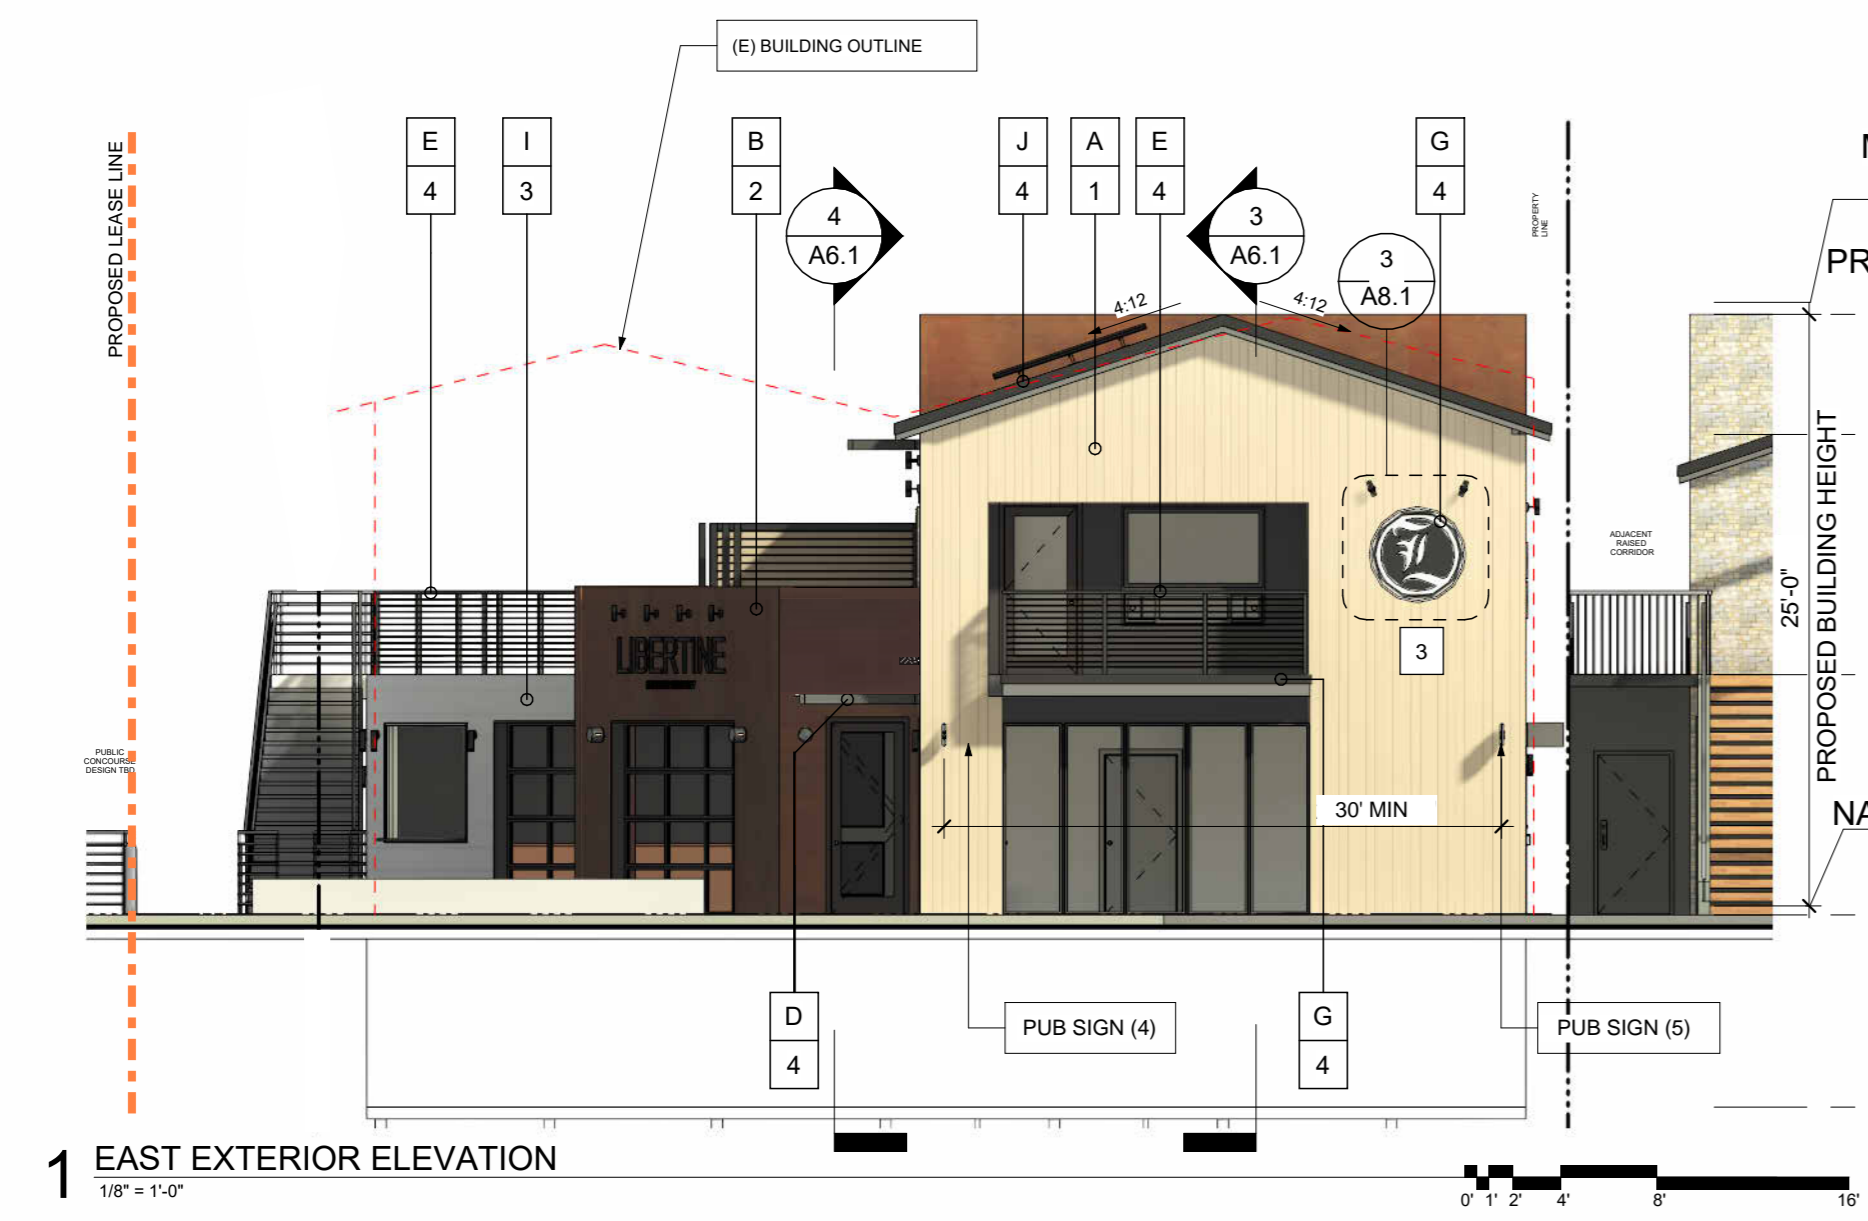 (E) BUILDING OUTLINE
PROPOSED LEASE LINE
E
4
I
3
B
2
4
A6.1
J
4
A
1
E
4
3
A6.1
3
A8.1
G
4
PROPERTY
LINE
4:12
4:12
M
PR
ADJACENT
RAISED
CORRIDOR
L
3
LIBERTINE
25'-0"
PROPOSED BUILDING HEIGHT
PUBLIC
CONCOURSE
DESIGN TBD
30' MIN
NA
D
4
PUB SIGN (4)
G
4
PUB SIGN (5)
1
EAST EXTERIOR ELEVATION
1/8" = 1'-0"
0' 1' 2' 4' 8' 16'